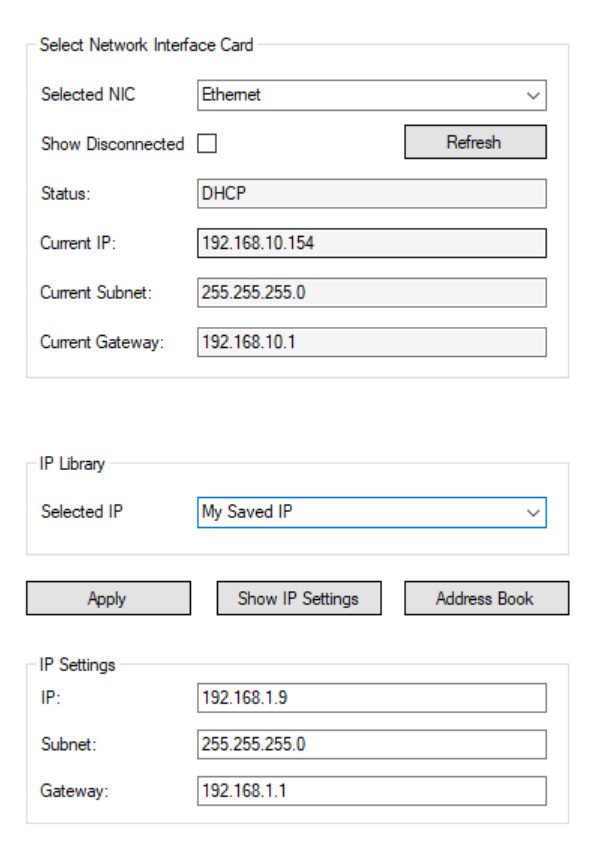 Select Network Interface Card
Selected NIC Ethernet
Show Disconnected Refresh
Status: DHCP
Current IP: 192.168.10.154
Current Subnet: 255.255.255.0
Current Gateway: 192.168.10.1
IP Library
Selected IP My Saved IP
Apply Show IP Settings Address Book
IP Settings
IP: 192.168.1.9
Subnet: 255.255.255.0
Gateway: 192.168.1.1